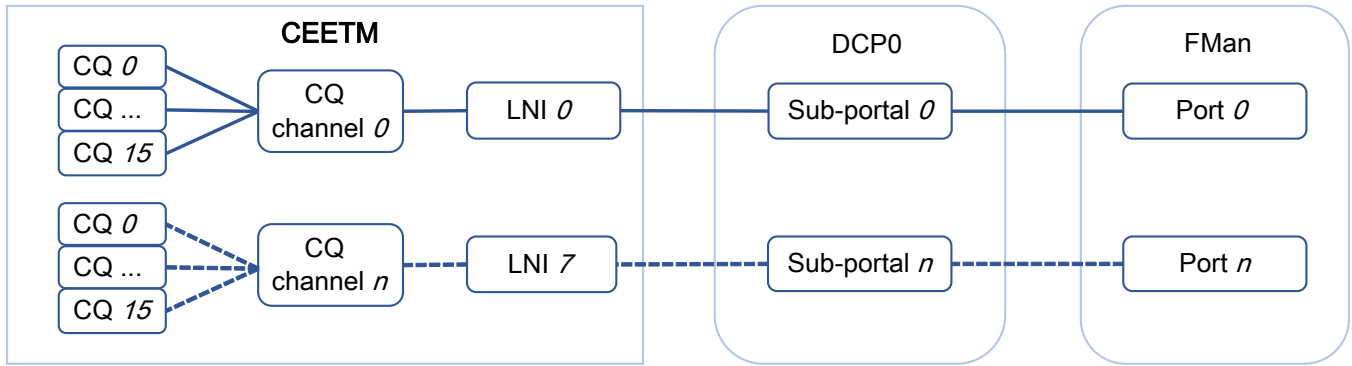 CEETM
DCP0
FMan
CQ 0
CQ ...
CQ 15
CQ
channel 0
LNI 0
Sub-portal 0
Port 0
CQ 0
CQ ...
CQ 15
CQ
channel n
LNI 7
Sub-portal n
Port n